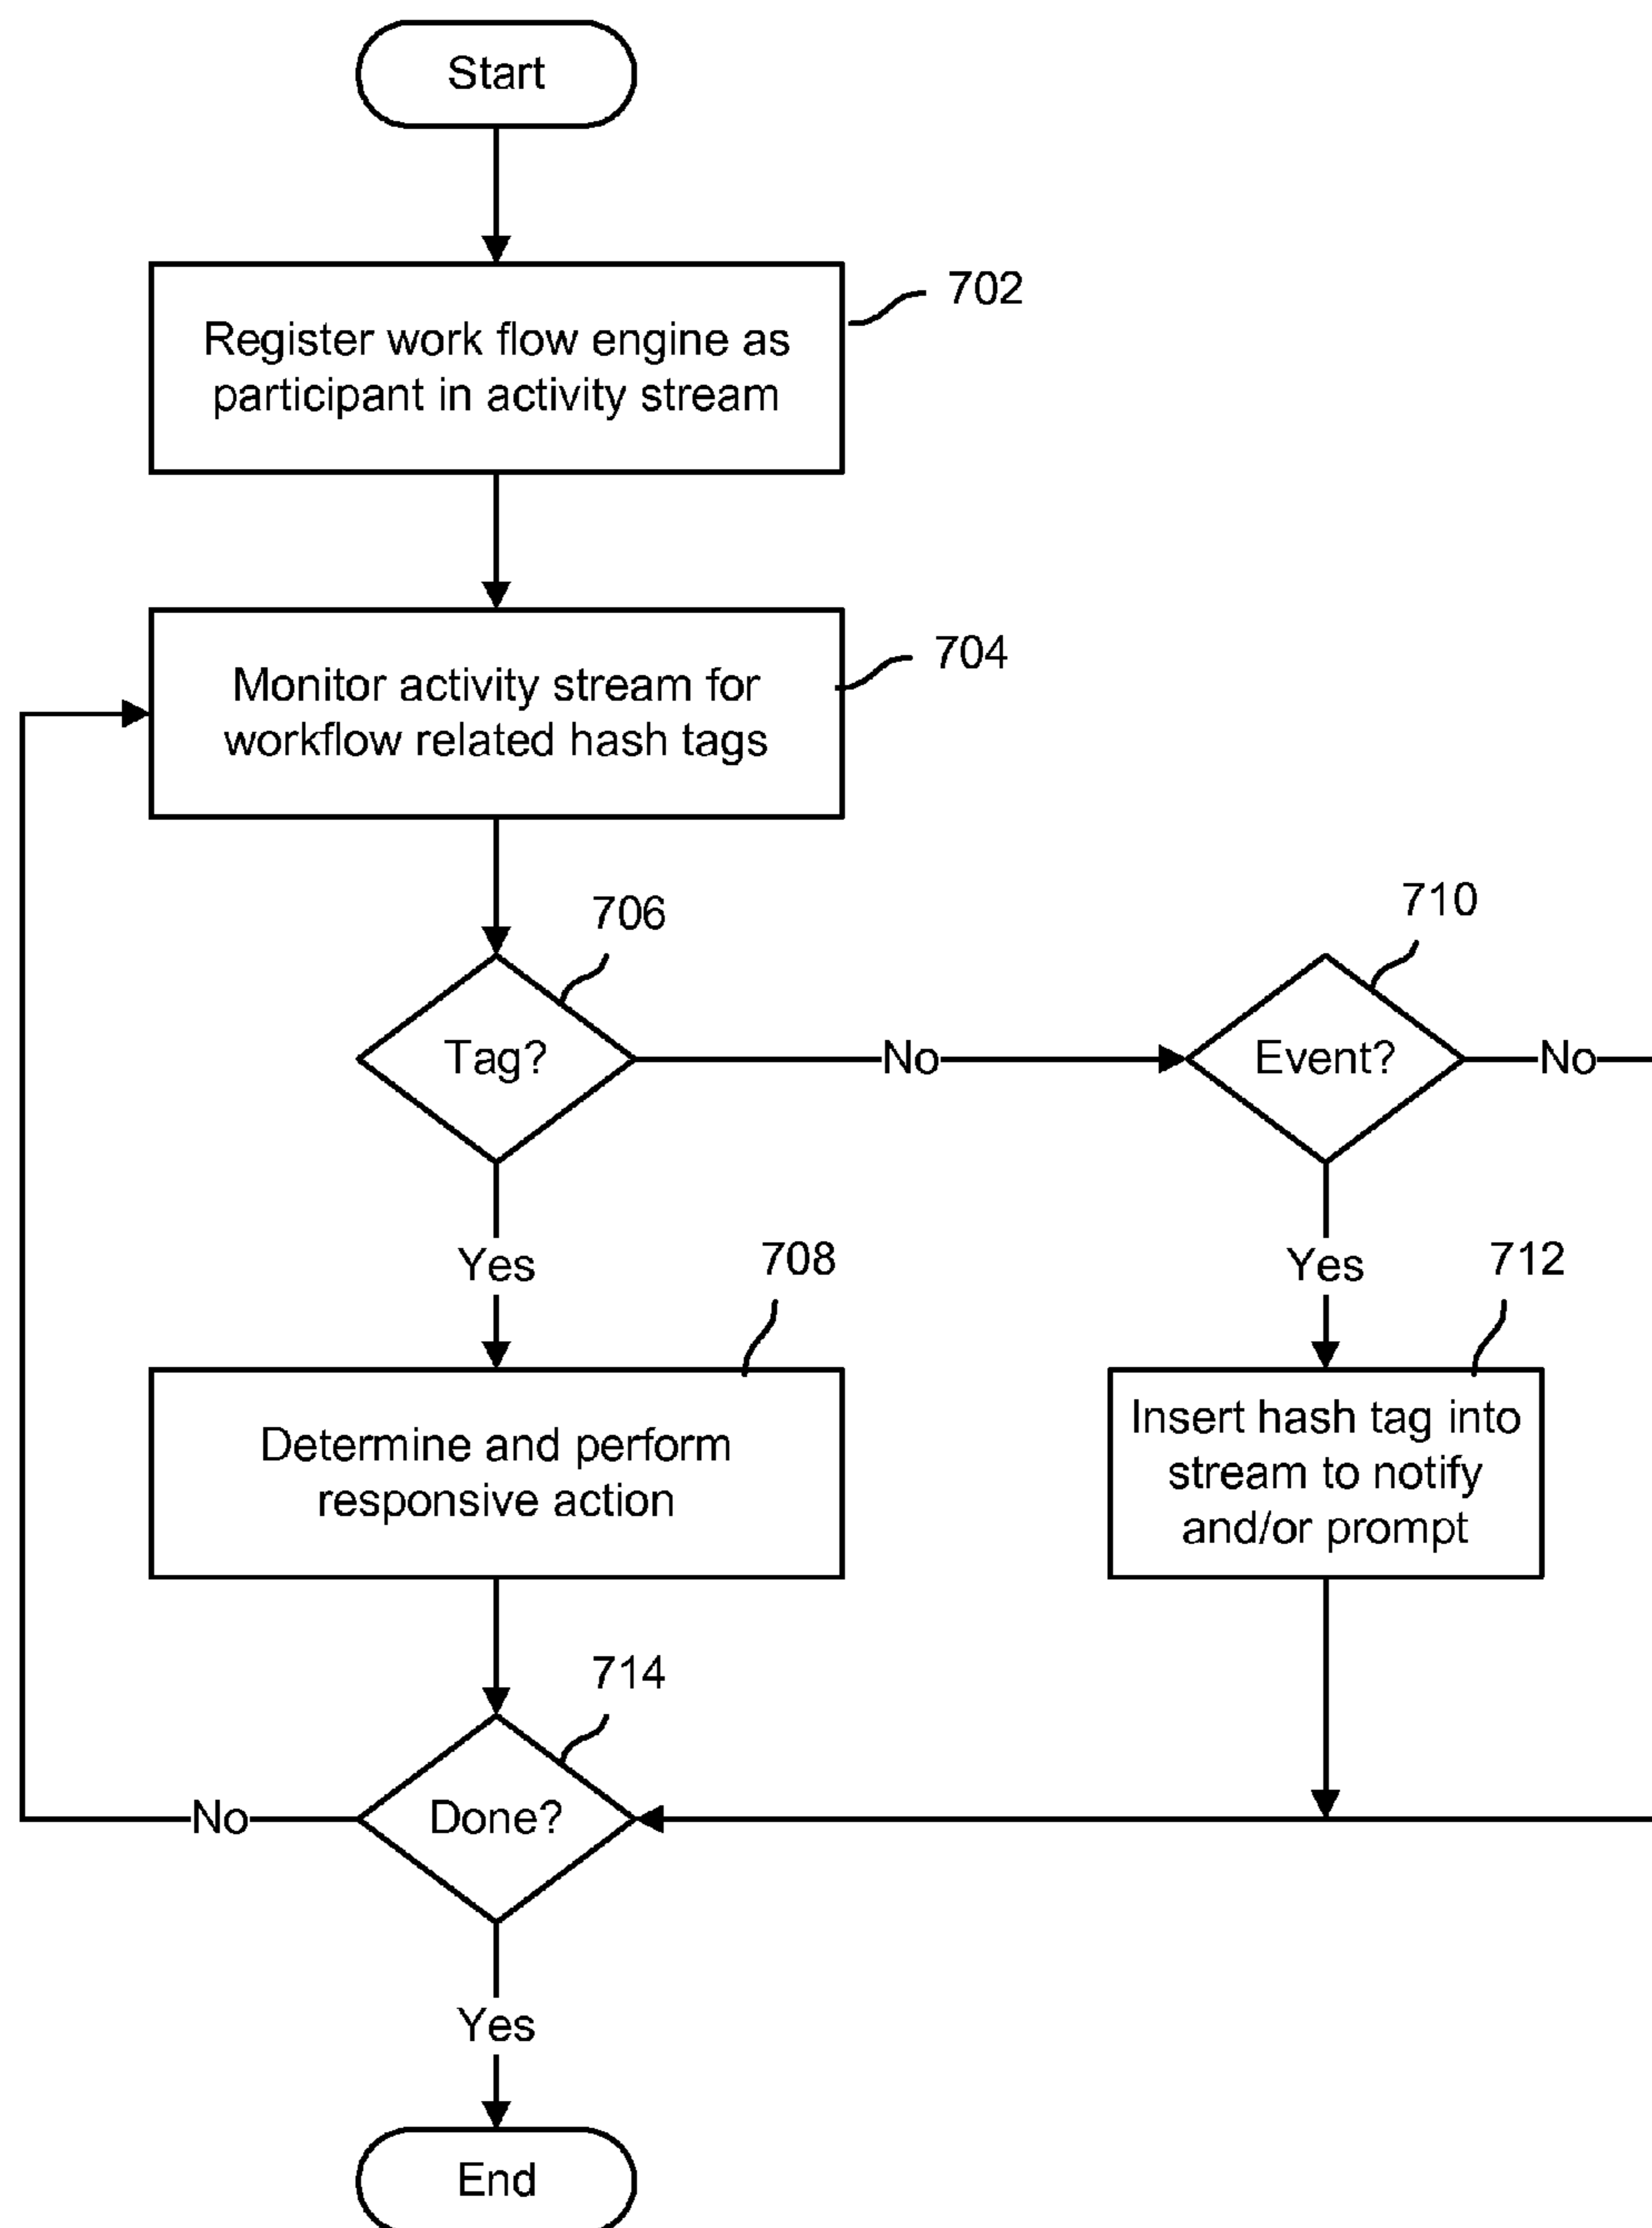 Start
702
Register work flow engine as
participant in activity stream
704
Monitor activity stream for
workflow related hash tags
706
710
Tag?
No
Event?
No
Yes
708
Yes
712
Determine and perform
responsive action
Insert hash tag into
stream to notify
and/or prompt
714
No
Done?
Yes
End